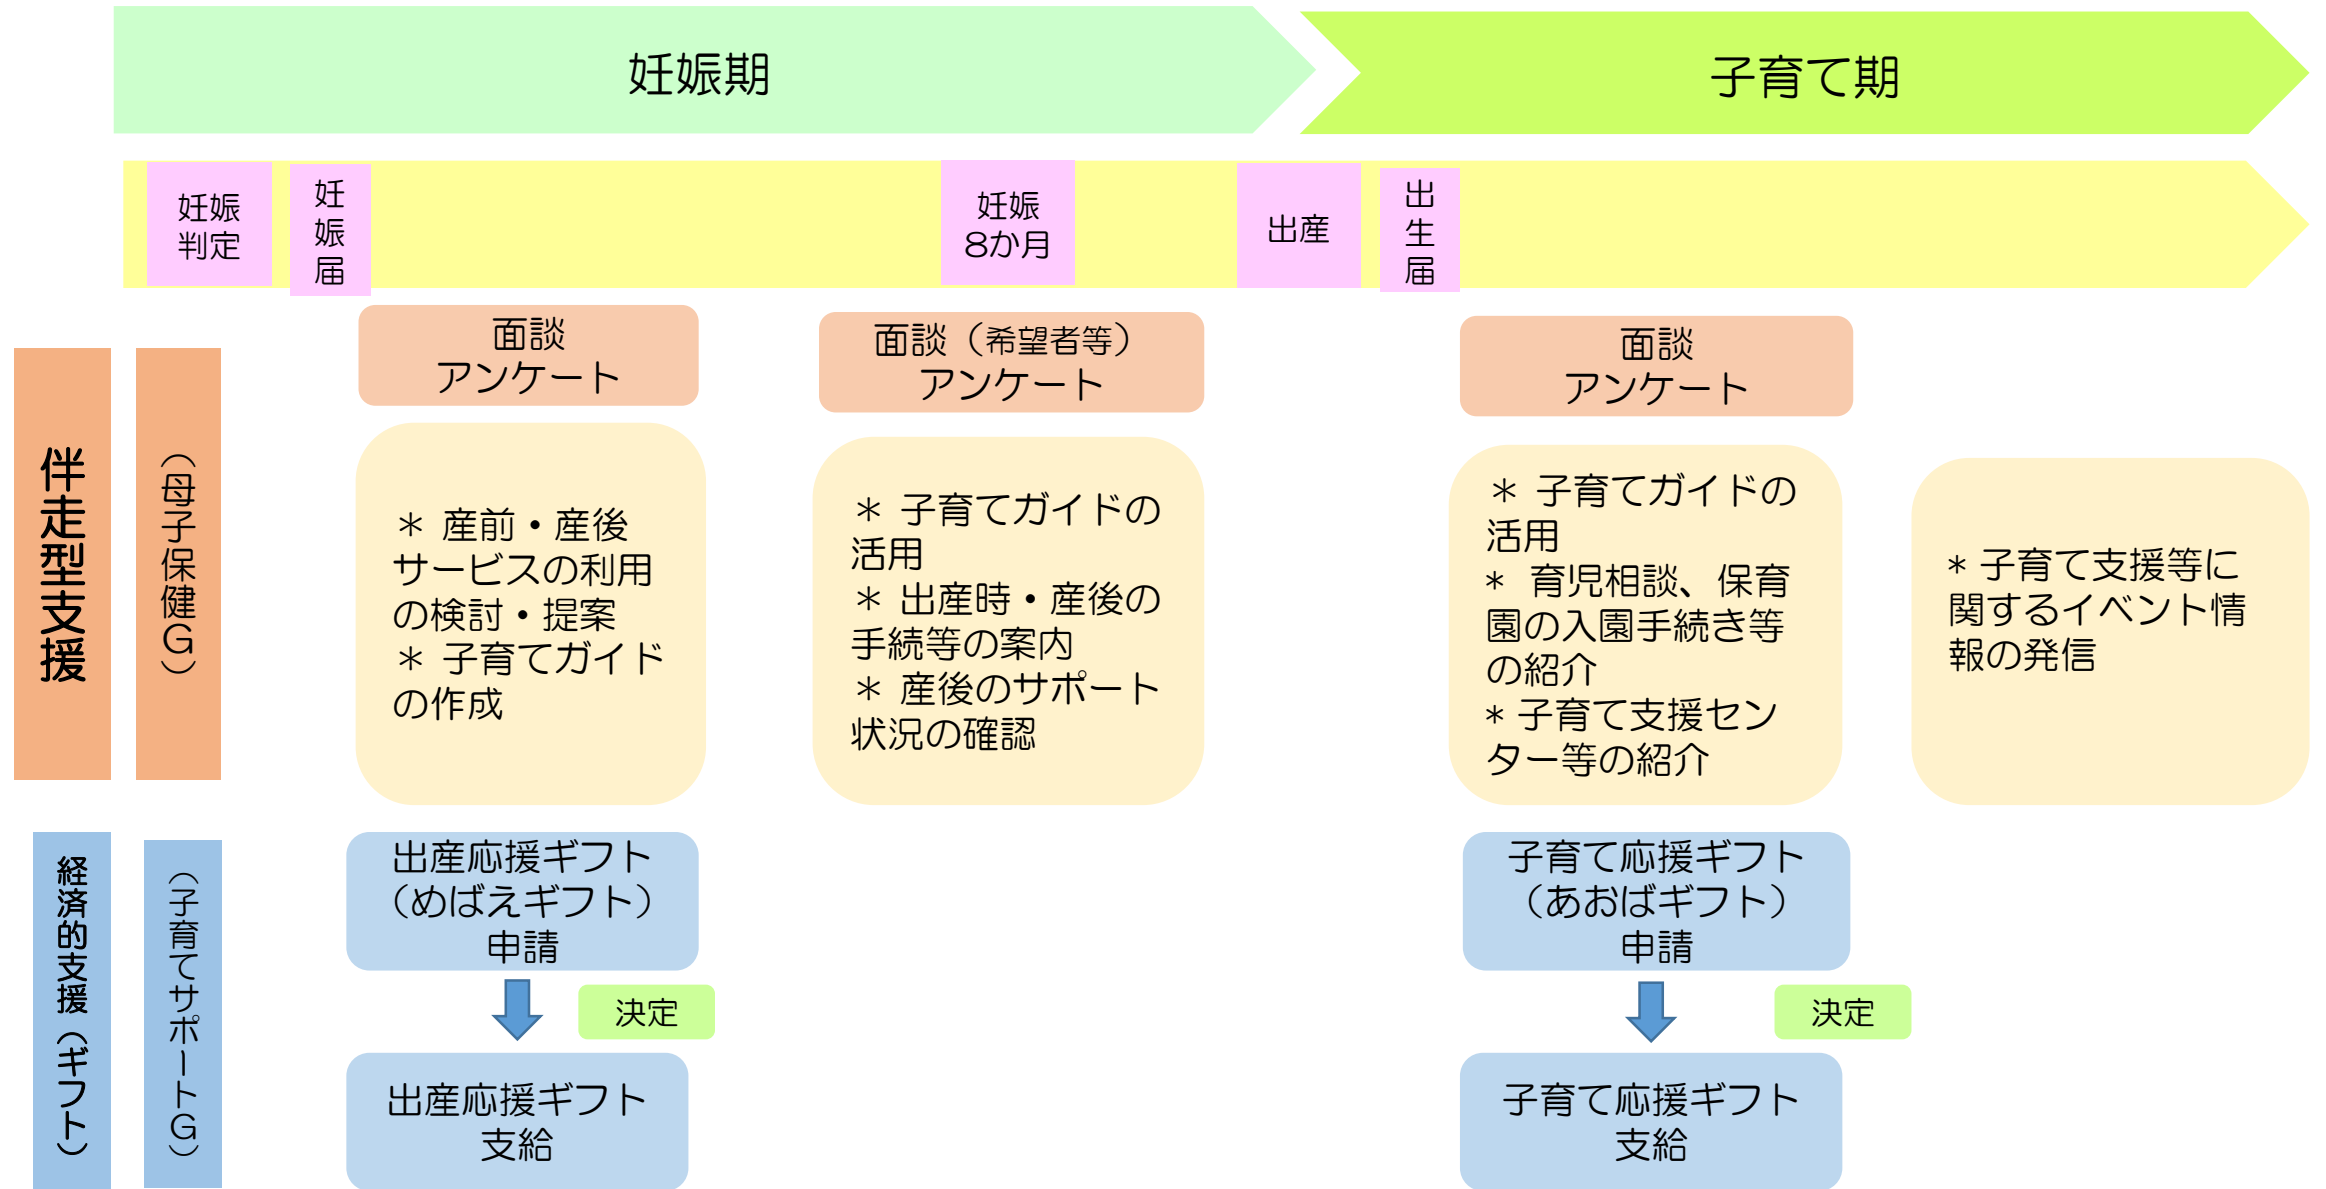 妊娠期
子育て期
妊娠
判定
妊娠届
妊娠
8か月
出産
出生届
伴走型支援
（母子保健G）
面談
アンケート
面談（希望者等）
アンケート
面談
アンケート
＊ 産前・産後
サービスの利用
の検討・提案
＊ 子育てガイド
の作成
＊ 子育てガイドの
活用
＊ 出産時・産後の
手続等の案内
＊ 産後のサポート
状況の確認
＊ 子育てガイドの
活用
* 育児相談、保育
園の入園手続き等
の紹介
* 子育て支援セン
ター等の紹介
* 子育て支援等に
関するイベント情
報の発信
経済的支援（ギフト）
（子育てサポートG）
出産応援ギフト
（めばえギフト）
申請
決定
出産応援ギフト
支給
子育て応援ギフト
（あおばギフト）
申請
決定
子育て応援ギフト
支給